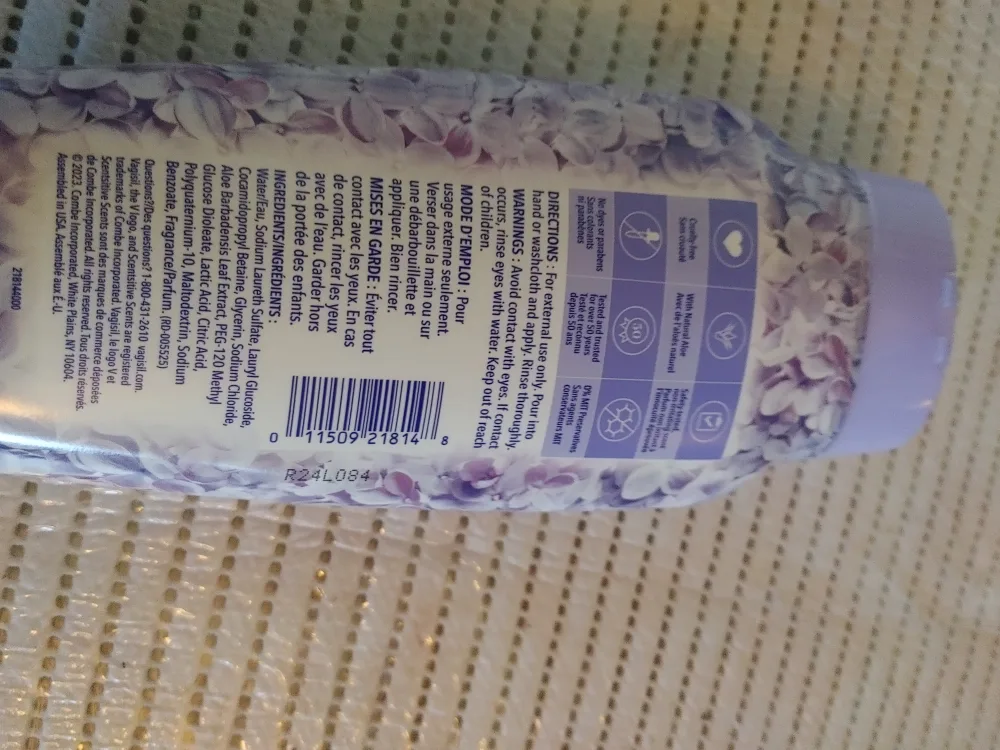 Cruelty-free
Sans cruauté
With Natural Aloe
Avec de l'aloès naturel
No dyes or parabens
Sans colorants
ni parabènes
50
Tested and trusted
for over 50 years
Testé et reconnu
depuis 50 ans
0% MIT Preservatives
Sans agents
conservateurs MIT
DIRECTIONS : For external use only. Pour into
hand or washcloth and apply. Rinse thoroughly.
WARNINGS : Avoid contact with eyes. If contact
occurs, rinse eyes with water. Keep out of reach
of children.
MODE D'EMPLOI : Pour
usage externe seulement.
Verser dans la main ou sur
une débarbouillette et
appliquer. Bien rincer.
MISES EN GARDE : Éviter tout
contact avec les yeux. En cas
de contact, rincer les yeux
avec de l'eau. Garder hors
de la portée des enfants.
0 11509 21814 8
INGREDIENTS/INGRÉDIENTS :
Water/Eau, Sodium Laureth Sulfate, Lauryl Glucoside,
Cocamidopropyl Betaine, Glycerin, Sodium Chloride,
Aloe Barbadensis Leaf Extract, PEG-120 Methyl
Glucose Dioleate, Lactic Acid, Citric Acid,
Polyquaternium-10, Maltodextrin, Sodium
Benzoate, Fragrance/Parfum. (RD-005525)
Questions?/Des questions? 1-800-431-2610 vagisil.com
Vagisil, the V logo, and Scentsitive Scents are registered
trademarks of Combe Incorporated. Vagisil, le logo V et
Scentsitive Scents sont des marques de commerce déposées
de Combe Incorporated. All rights reserved. Tous droits réservés.
© 2023. Combe Incorporated, White Plains, NY 10604.
Assembled in USA. Assemblé aux É.-U.
218144000
R24L084